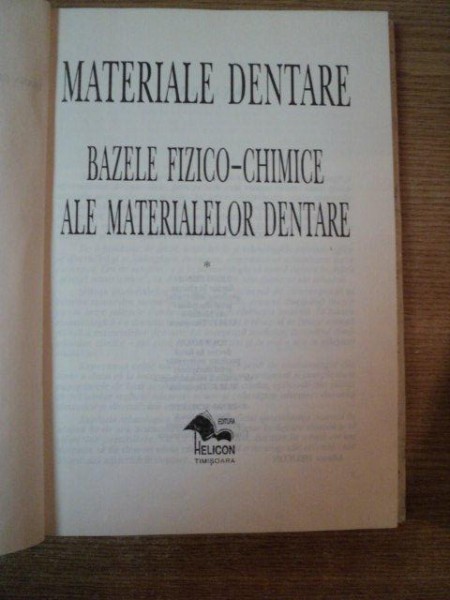 MATERIALE DENTARE
BAZELE FIZICO-CHIMICE
ALE MATERIALELOR DENTARE
*
EDITURA
HELICON
TIMIȘOARA